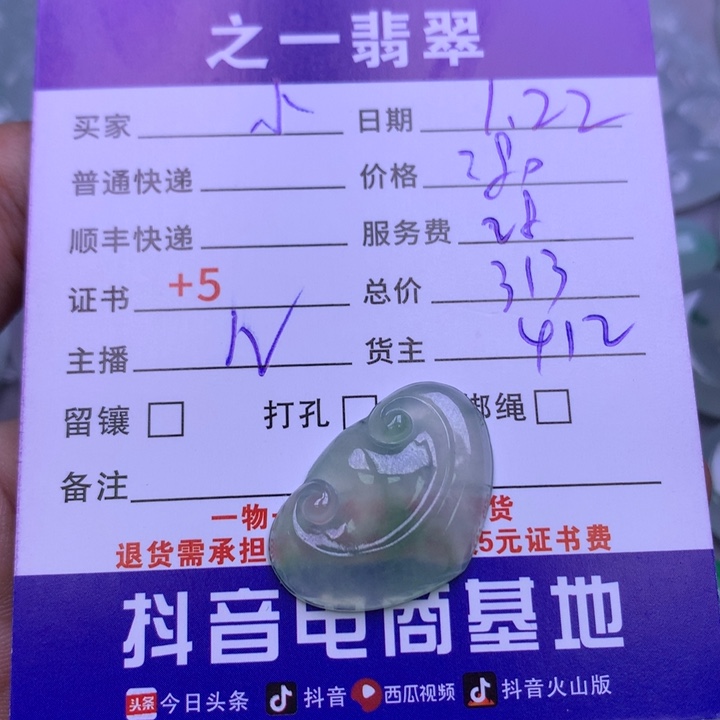 之一翡翠
买家 小 日期 1.22
普通快递 价格 280
顺丰快递 服务费 28
证书 +5 总价 313
主播 货主 412
留镶 打孔 绑绳
备注
一物 货
退货需承担 5元证书费
抖音电商基地
头条 今日头条 抖音 西瓜视频 抖音火山版